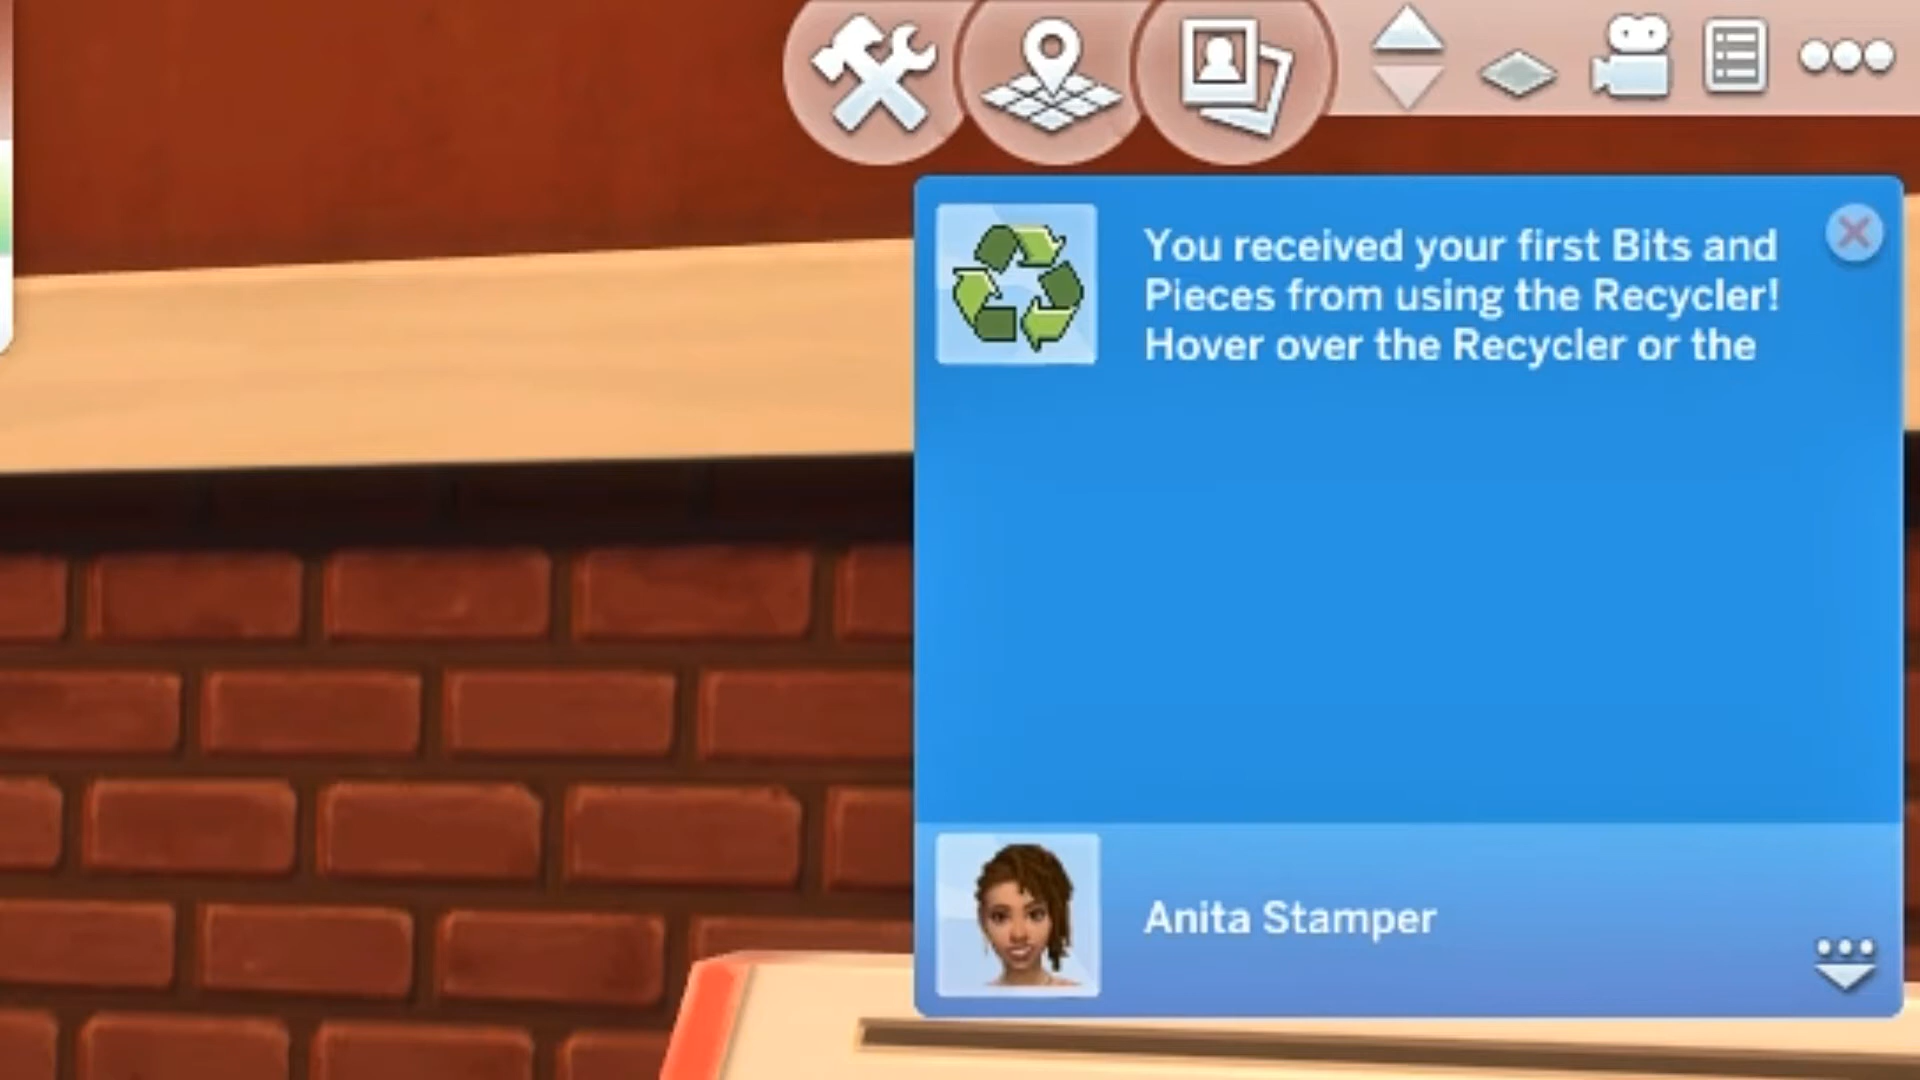 You received your first Bits and
Pieces from using the Recycler!
Hover over the Recycler or the
Anita Stamper